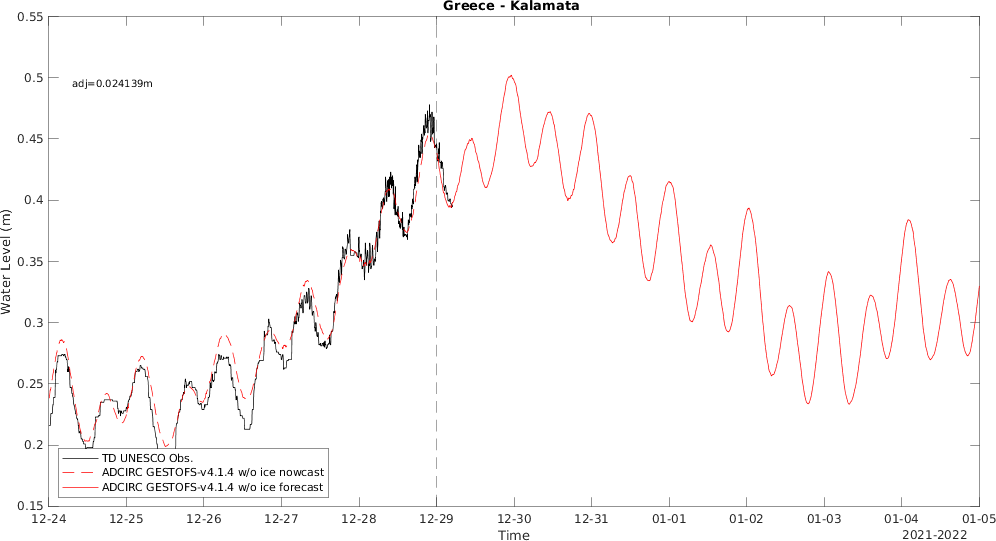 Greece - Kalamata
0.55
0.5
0.45
0.4
0.35
0.3
0.25
0.2
0.15
Water Level (m)
adj=0.024139m
TD UNESCO Obs.
ADCIRC GESTOFS-v4.1.4 w/o ice nowcast
ADCIRC GESTOFS-v4.1.4 w/o ice forecast
12-24 12-25 12-26 12-27 12-28 12-29 12-30 12-31 01-01 01-02 01-03 01-04 01-05
Time
2021-2022